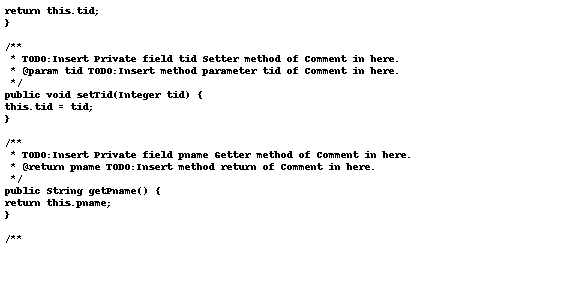 return this.tid;
}
/**
 * TODO:Insert Private field tid Setter method of Comment in here.
 * @param tid TODO:Insert method parameter tid of Comment in here.
 */
public void setTid(Integer tid) {
this.tid = tid;
}
/**
 * TODO:Insert Private field pname Getter method of Comment in here.
 * @return pname TODO:Insert method return of Comment in here.
 */
public String getPname() {
return this.pname;
}
/**